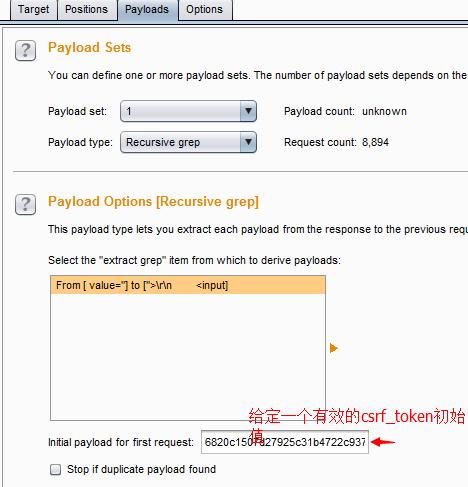 Target Positions Payloads Options
? Payload Sets
You can define one or more payload sets. The number of payload sets depends on the
Payload set: 1 Payload count: unknown
Payload type: Recursive grep Request count: 8,894
? Payload Options [Recursive grep]
This payload type lets you extract each payload from the response to the previous requ
Select the "extract grep" item from which to derive payloads:
From [ value='] to ['>\r\n <input]
给定一个有效的csrf_token初始
值
Initial payload for first request: 6820c1507d27925c31b4722c937
Stop if duplicate payload found